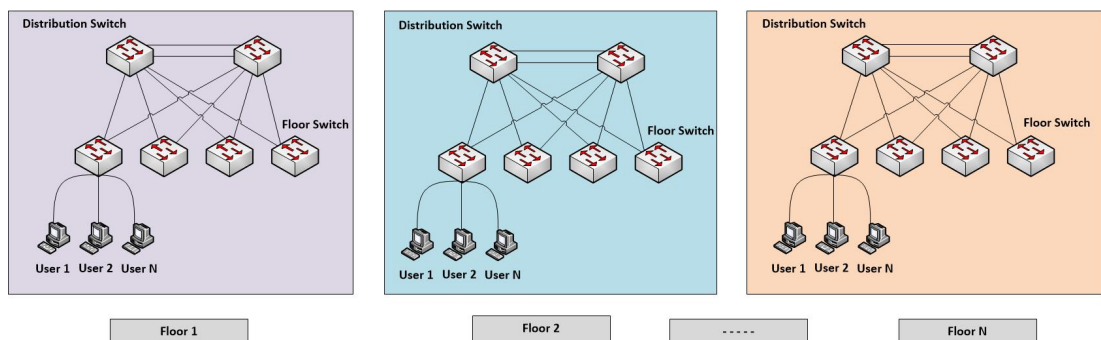 Distribution Switch
Floor Switch
User 1
User 2
User N
Floor 1
Distribution Switch
Floor Switch
User 1
User 2
User N
Floor 2
- - - - -
Distribution Switch
Floor Switch
User 1
User 2
User N
Floor N